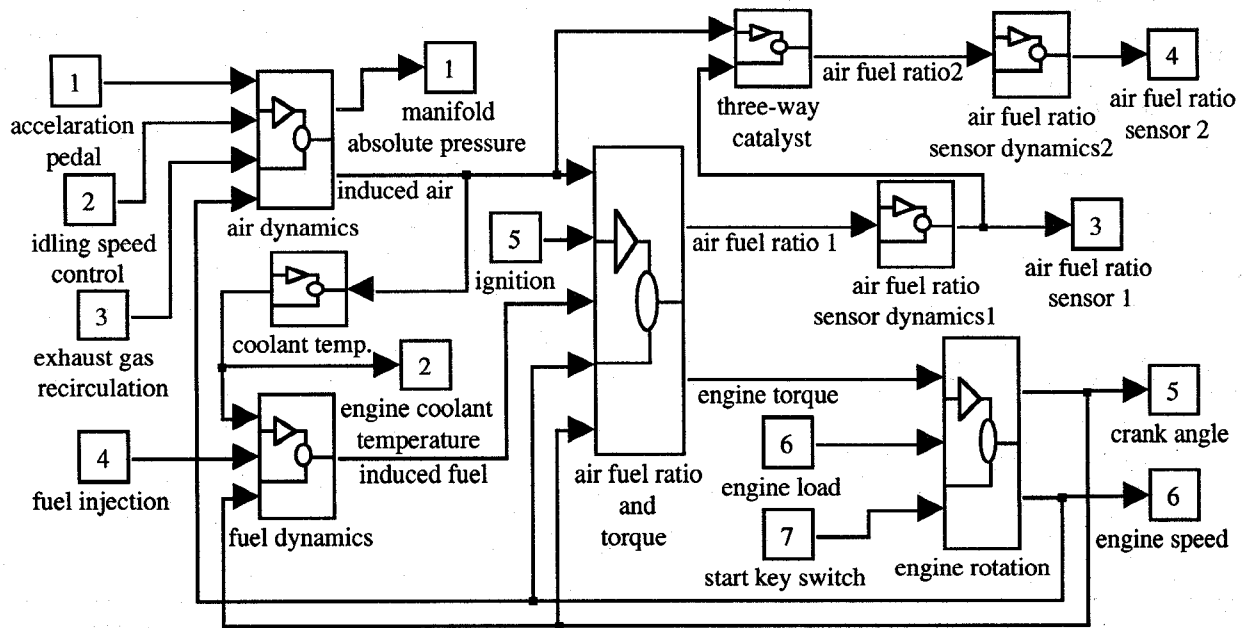 1
accelaration
pedal
2
idling speed
control
3
exhaust gas
recirculation
4
fuel injection
air dynamics
1
manifold
absolute pressure
induced air
coolant temp.
2
engine coolant
temperature
induced fuel
fuel dynamics
5
ignition
air fuel ratio
and
torque
three-way
catalyst
air fuel ratio2
air fuel ratio
sensor dynamics2
4
air fuel ratio
sensor 2
air fuel ratio 1
air fuel ratio
sensor dynamics1
3
air fuel ratio
sensor 1
engine torque
6
engine load
7
start key switch
engine rotation
5
crank angle
6
engine speed